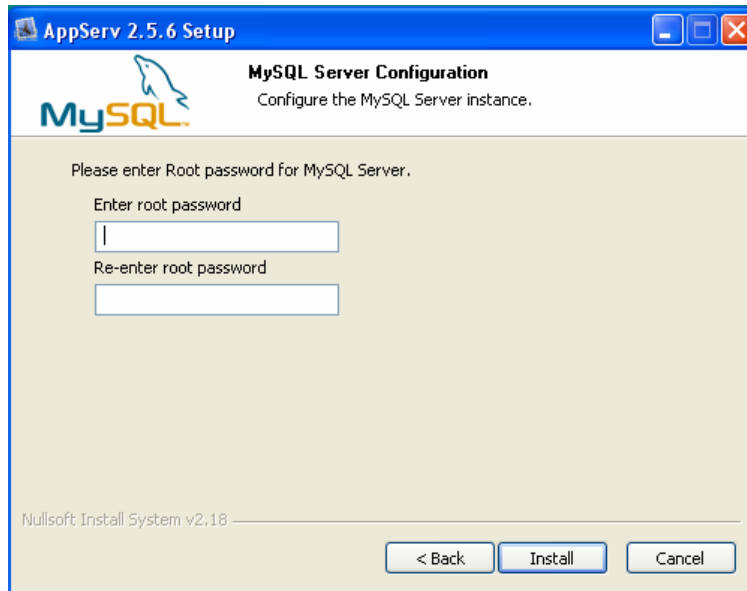 AppServ 2.5.6 Setup
MySQL Server Configuration
Configure the MySQL Server instance.
MySQL
Please enter Root password for MySQL Server.
Enter root password
Re-enter root password
Nullsoft Install System v2.18
< Back
Install
Cancel